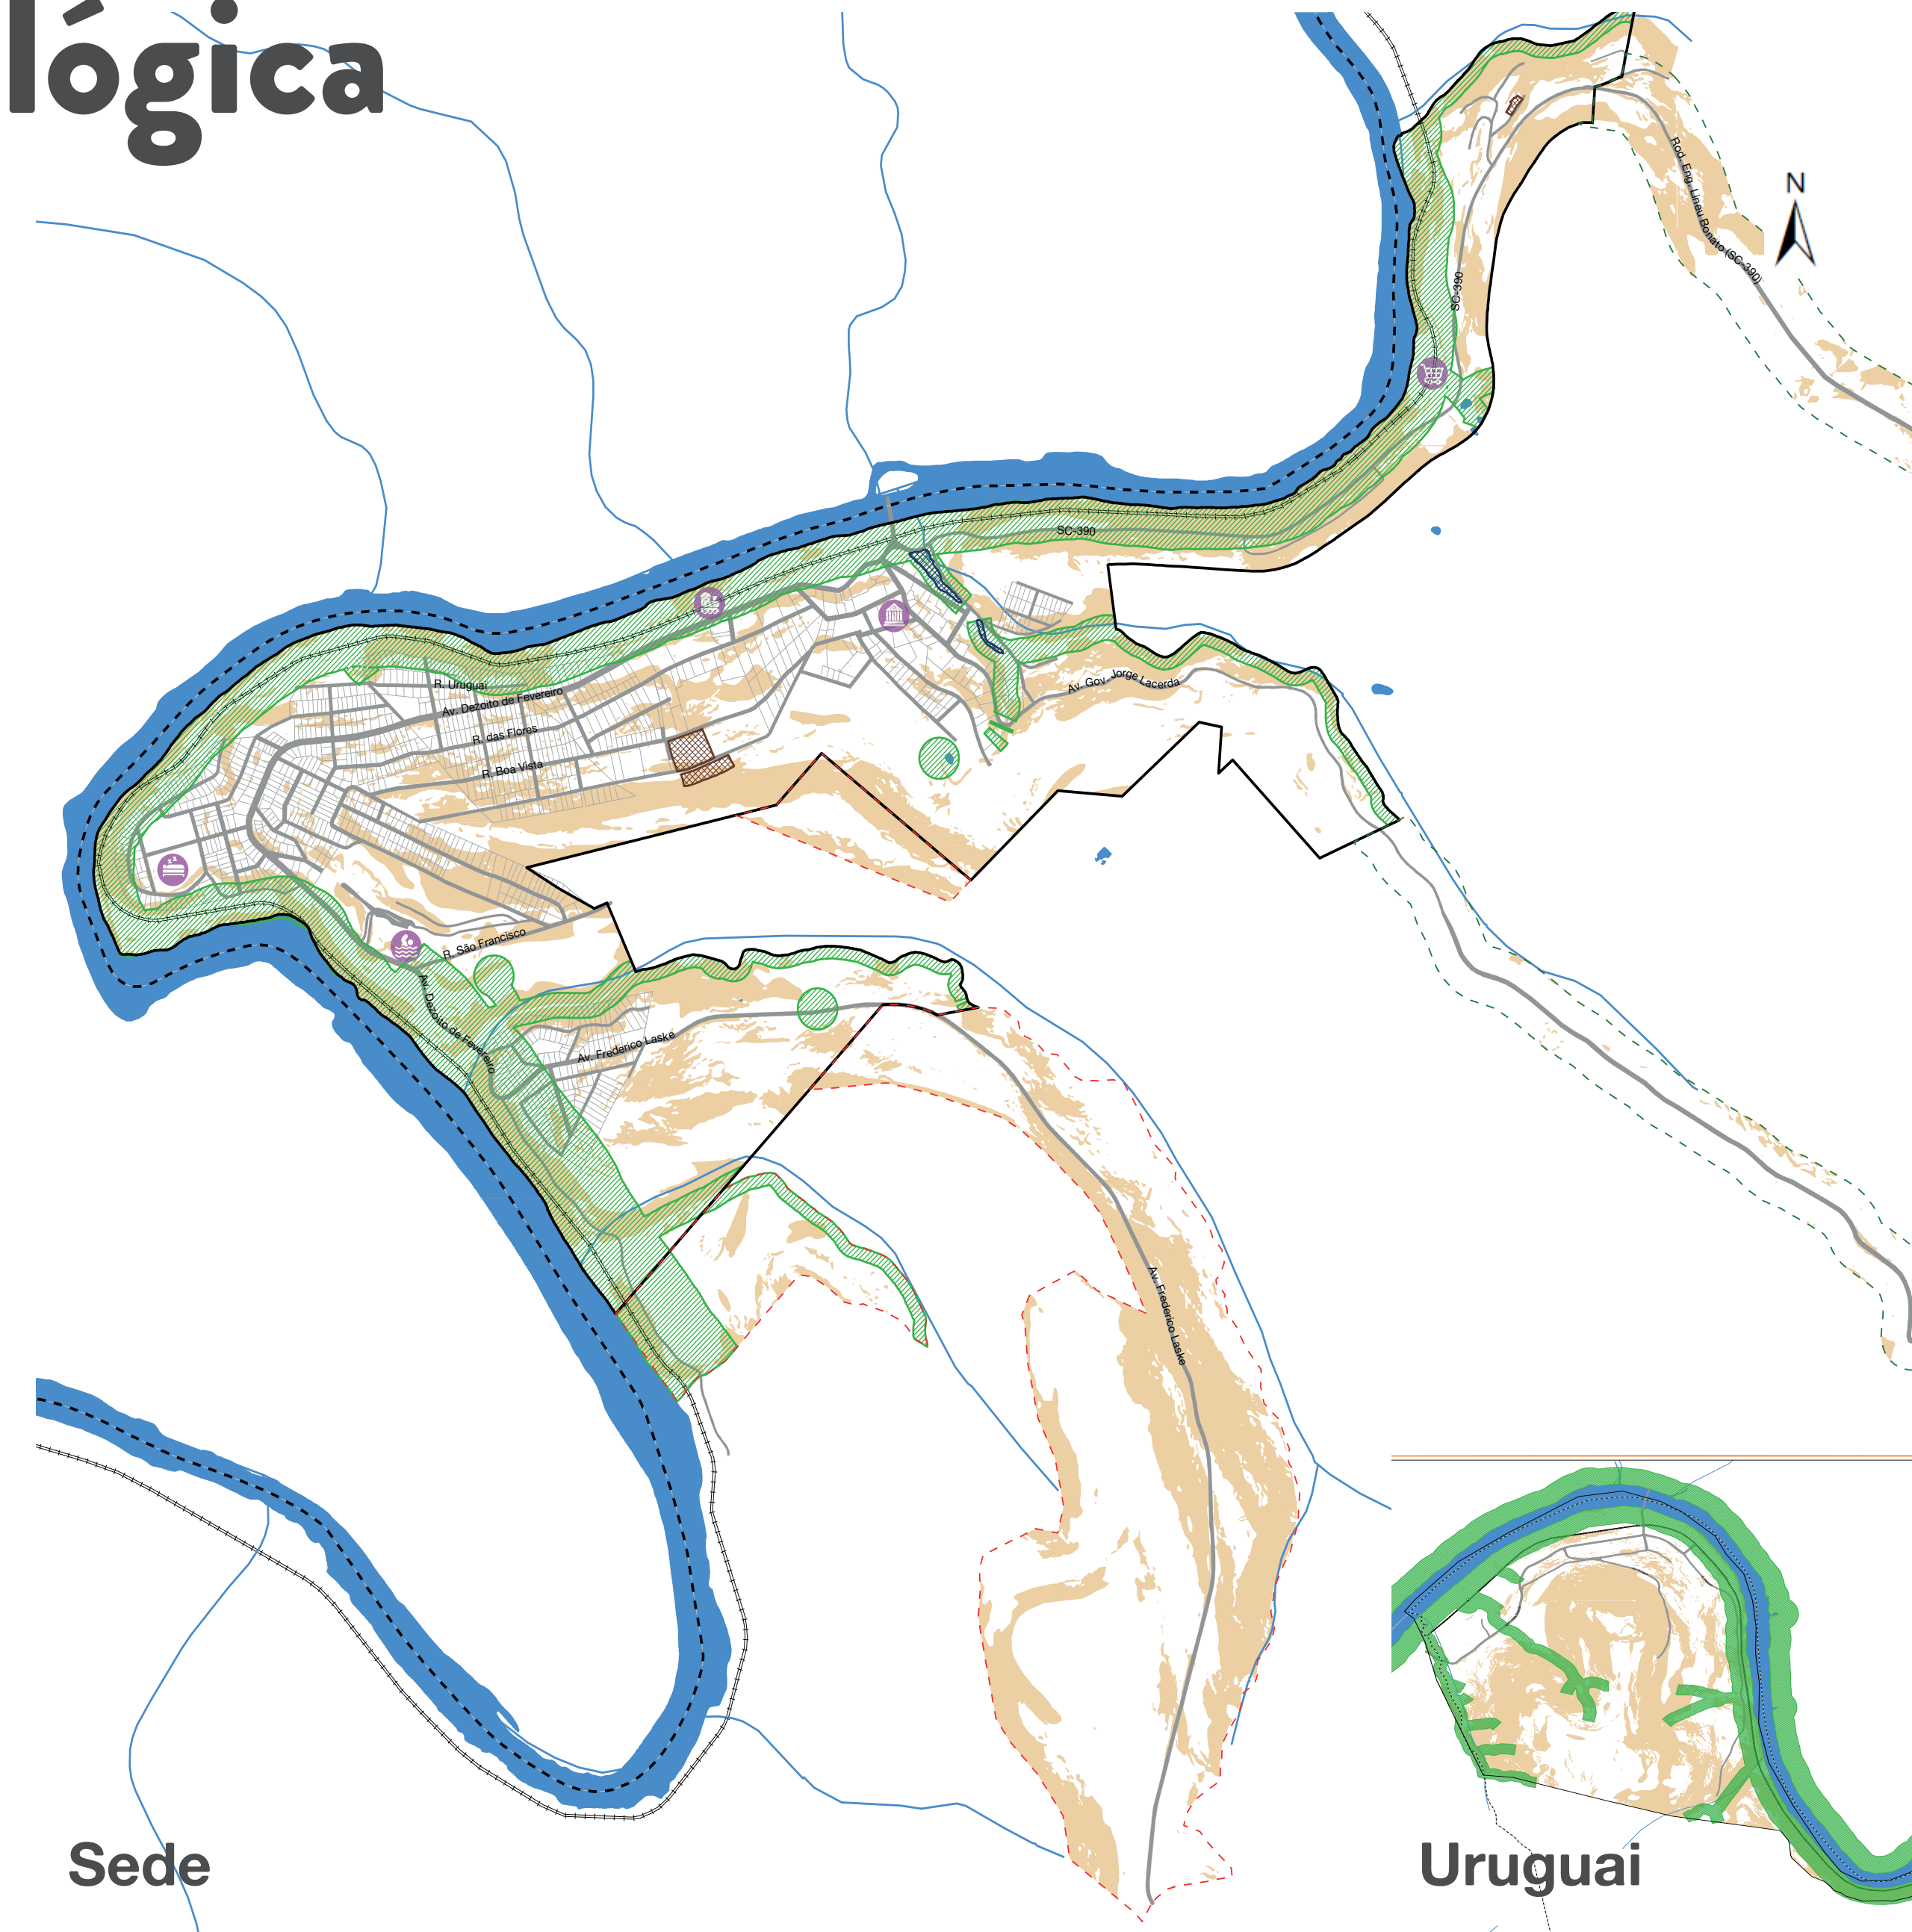 lógica
N
Rod. Eng. Lineu Bonato (SC-390)
SC-390
SC-390
R. Uruguai
Av. Dezoito de Fevereiro
R. das Flores
R. Boa Vista
Av. Gov. Jorge Lacerda
z z
R. São Francisco
Av. Dezoito de Fevereiro
Av. Frederico Laske
Av. Frederico Laske
Sede
Uruguai